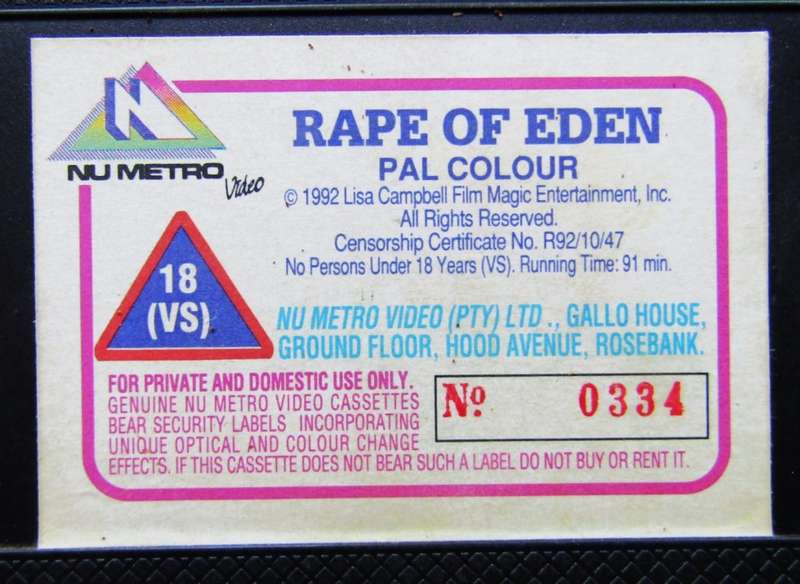 N
NU METRO
Video
RAPE OF EDEN
PAL COLOUR
© 1992 Lisa Campbell Film Magic Entertainment, Inc.
All Rights Reserved.
Censorship Certificate No. R92/10/47
No Persons Under 18 Years (VS). Running Time: 91 min.
18
(VS)
NU METRO VIDEO (PTY) LTD ., GALLO HOUSE,
GROUND FLOOR, HOOD AVENUE, ROSEBANK.
FOR PRIVATE AND DOMESTIC USE ONLY.
GENUINE NU METRO VIDEO CASSETTES
BEAR SECURITY LABELS INCORPORATING
UNIQUE OPTICAL AND COLOUR CHANGE
EFFECTS. IF THIS CASSETTE DOES NOT BEAR SUCH A LABEL DO NOT BUY OR RENT IT.
Nº 0334